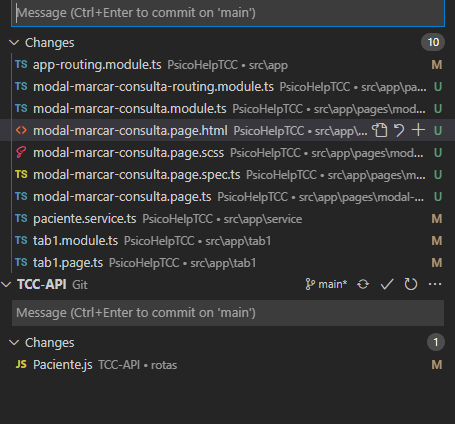 Message (Ctrl+Enter to commit on 'main')
Changes 10
TS app-routing.module.ts PsicoHelpTCC • src\app M
TS modal-marcar-consulta-routing.module.ts PsicoHelpTCC • src\app\pa... U
TS modal-marcar-consulta.module.ts PsicoHelpTCC • src\app\pages\mod... U
<> modal-marcar-consulta.page.html PsicoHelpTCC • src\app\... U
modal-marcar-consulta.page.scss PsicoHelpTCC • src\app\pages\mod... U
TS modal-marcar-consulta.page.spec.ts PsicoHelpTCC • src\app\pages\m... U
TS modal-marcar-consulta.page.ts PsicoHelpTCC • src\app\pages\modal-... U
TS paciente.service.ts PsicoHelpTCC • src\app\service M
TS tab1.module.ts PsicoHelpTCC • src\app\tab1 M
TS tab1.page.ts PsicoHelpTCC • src\app\tab1 M
TCC-API Git main*
Message (Ctrl+Enter to commit on 'main')
Changes 1
JS Paciente.js TCC-API • rotas M